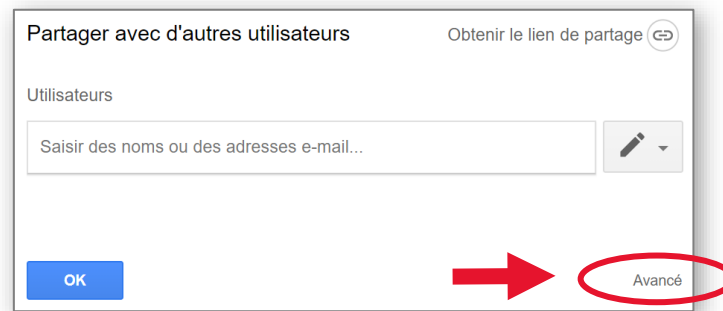 Partager avec d'autres utilisateurs
Obtenir le lien de partage
Utilisateurs
Saisir des noms ou des adresses e-mail...
OK
Avancé